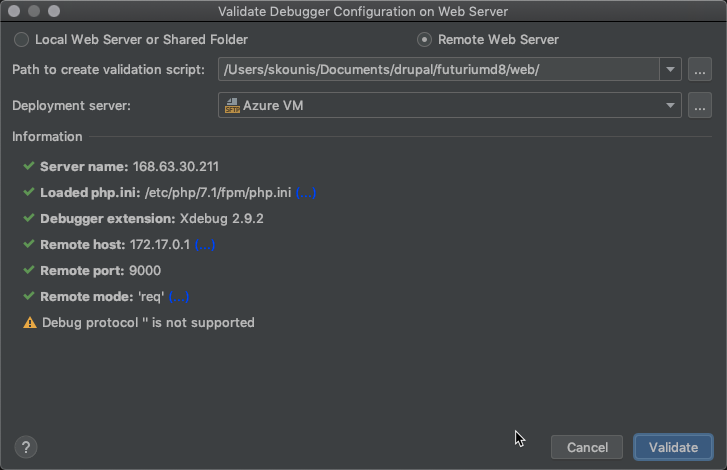 Validate Debugger Configuration on Web Server
Local Web Server or Shared Folder Remote Web Server
Path to create validation script: /Users/skounis/Documents/drupal/futuriumd8/web/ ...
Deployment server: SFTP Azure VM ...
Information
Server name: 168.63.30.211
Loaded php.ini: /etc/php/7.1/fpm/php.ini (...)
Debugger extension: Xdebug 2.9.2
Remote host: 172.17.0.1 (...)
Remote port: 9000
Remote mode: 'req' (...)
Debug protocol '' is not supported
? Cancel Validate